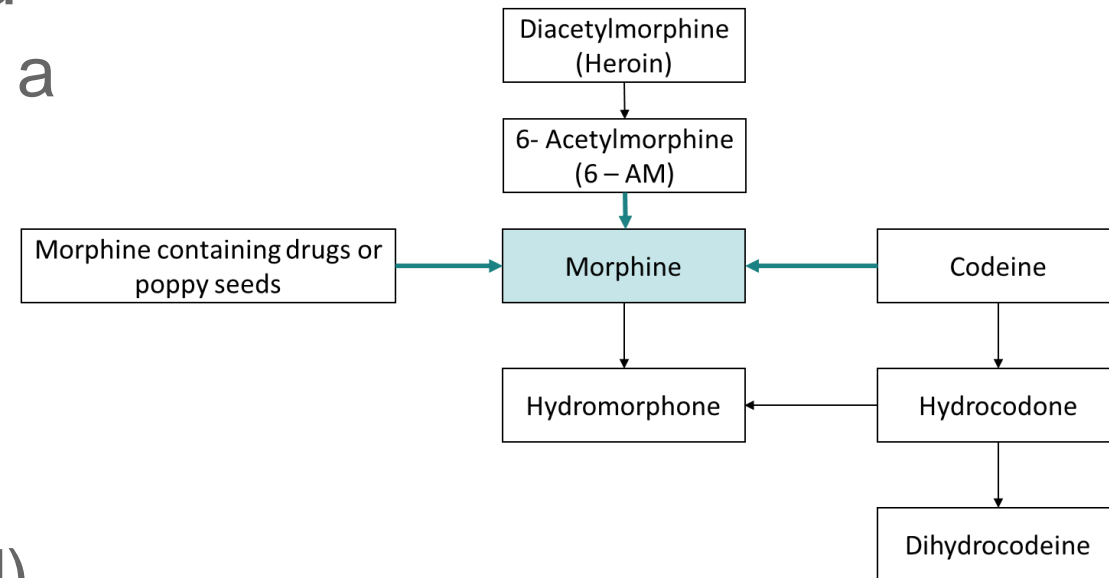 Diacetylmorphine
(Heroin)
a
6- Acetylmorphine
(6 – AM)
Morphine containing drugs or
poppy seeds
Morphine
Codeine
Hydromorphone
Hydrocodone
Dihydrocodeine